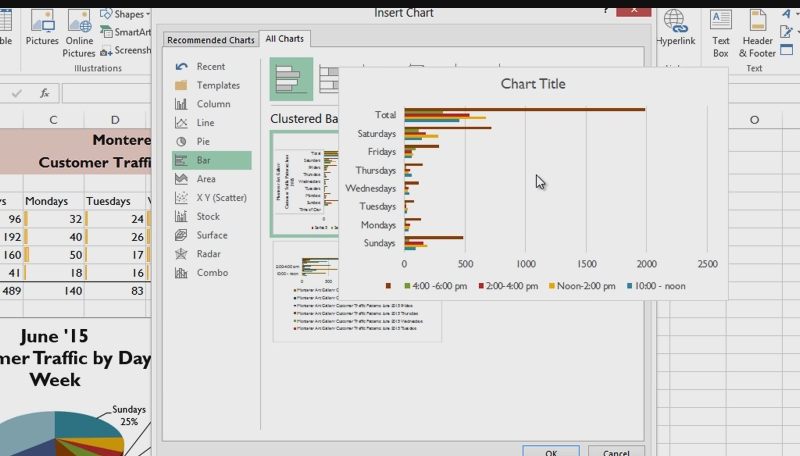 Insert Chart
?
ble
Pictures
Online Pictures
Shapes
SmartArt
Screensh
Illustrations
Recommended Charts
All Charts
Hyperlink
Text Box
Header & Footer
Text
fx
C
D
O
Montere
Customer Traffi
ys Mondays Tuesdays
96 32 24
192 40 26
160 50 17
41 18 16
489 140 83
June '15
mer Traffic by Day
Week
Sundays
25%
Recent
Templates
Column
Line
Pie
Bar
Area
X Y (Scatter)
Stock
Surface
Radar
Combo
Clustered Ba
Chart Title
Total
Saturdays
Fridays
Thursdays
Wednesdays
Tuesdays
Mondays
Sundays
0 500 1000 1500 2000 2500
4:00 -6:00 pm 2:00-4:00 pm Noon-2:00 pm 10:00 - noon
OK
Cancel